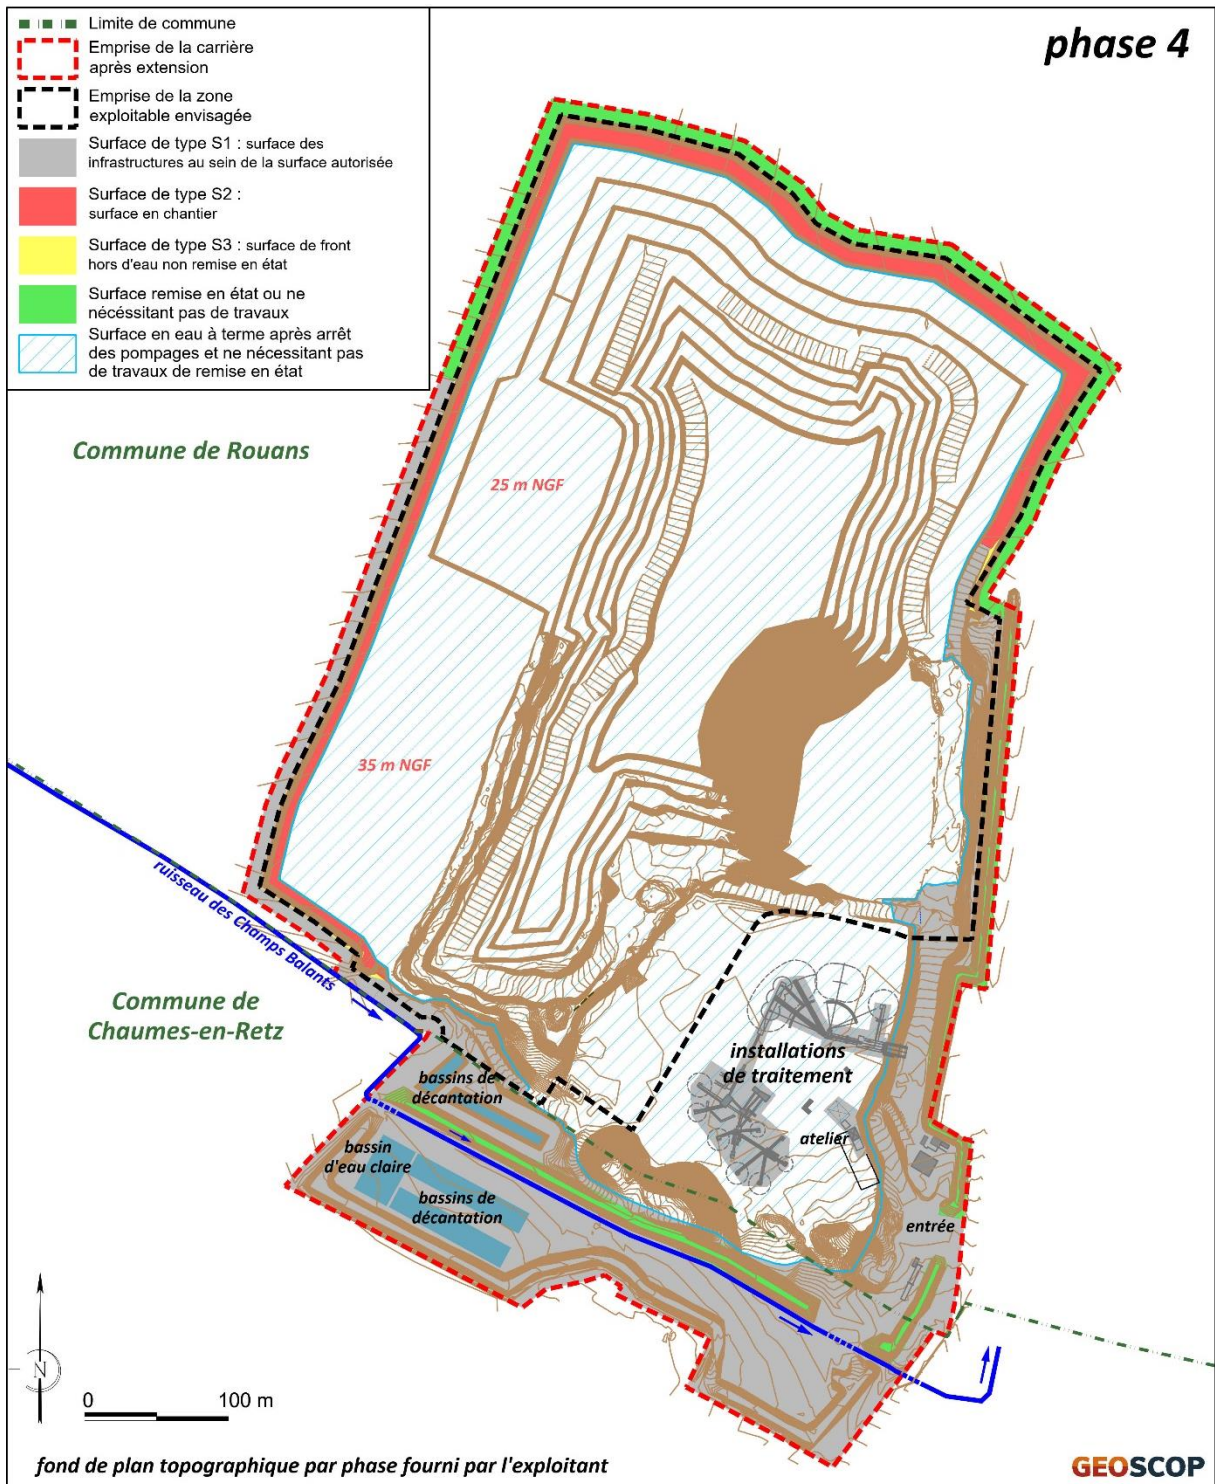 phase 4
Limite de commune
Emprise de la carrière
après extension
Emprise de la zone
exploitable envisagée
Surface de type S1 : surface des
infrastructures au sein de la surface autorisée
Surface de type S2 :
surface en chantier
Surface de type S3 : surface de front
hors d'eau non remise en état
Surface remise en état ou ne
nécéssitant pas de travaux
Surface en eau à terme après arrêt
des pompages et ne nécessitant pas
de travaux de remise en état
Commune de Rouans
25 m NGF
35 m NGF
ruisseau des Champs Balants
Commune de
Chaumes-en-Retz
installations
de traitement
bassins de
décantation
atelier
bassin
d'eau claire
bassins de
décantation
entrée
N
0 100 m
fond de plan topographique par phase fourni par l'exploitant
GEOSCOP